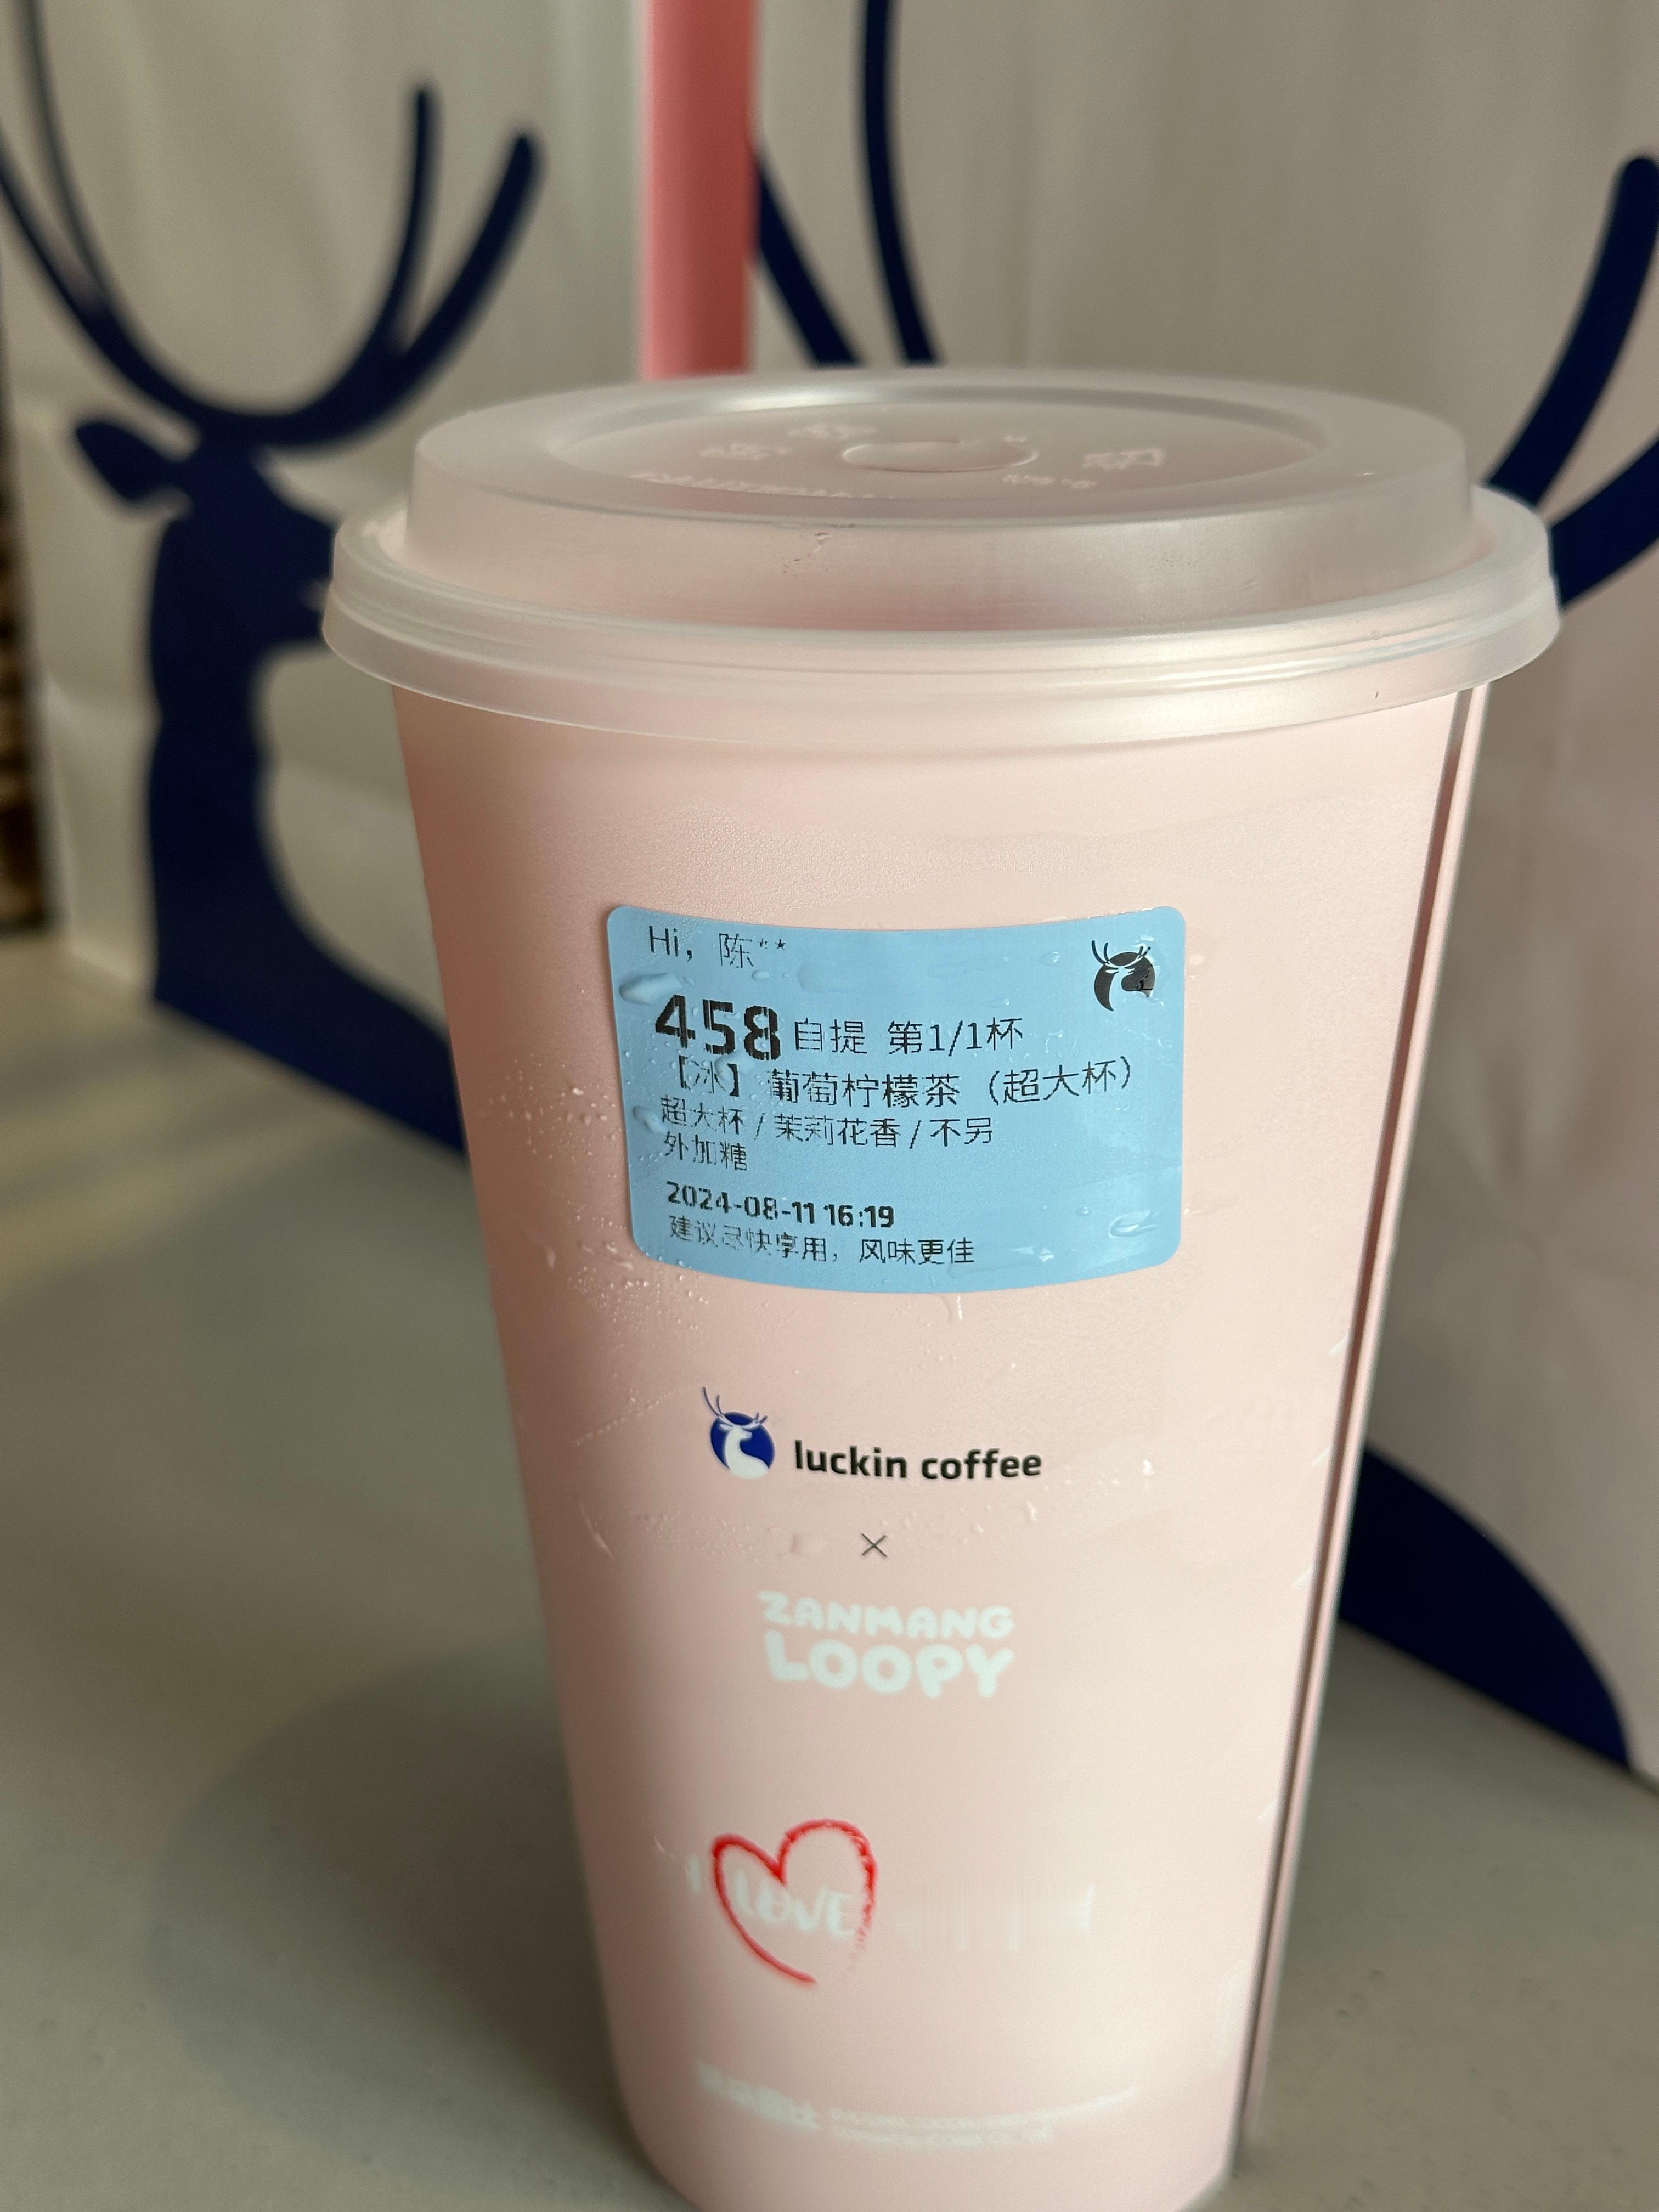 Hi, 陈**
458 自提 第1/1杯
【冰】 葡萄柠檬茶（超大杯）
超大杯 / 茉莉花香 / 不另
外加糖
2024-08-11 16:19
建议尽快享用，风味更佳
luckin coffee
×
ZANMANG
LOOPY
I LOVE